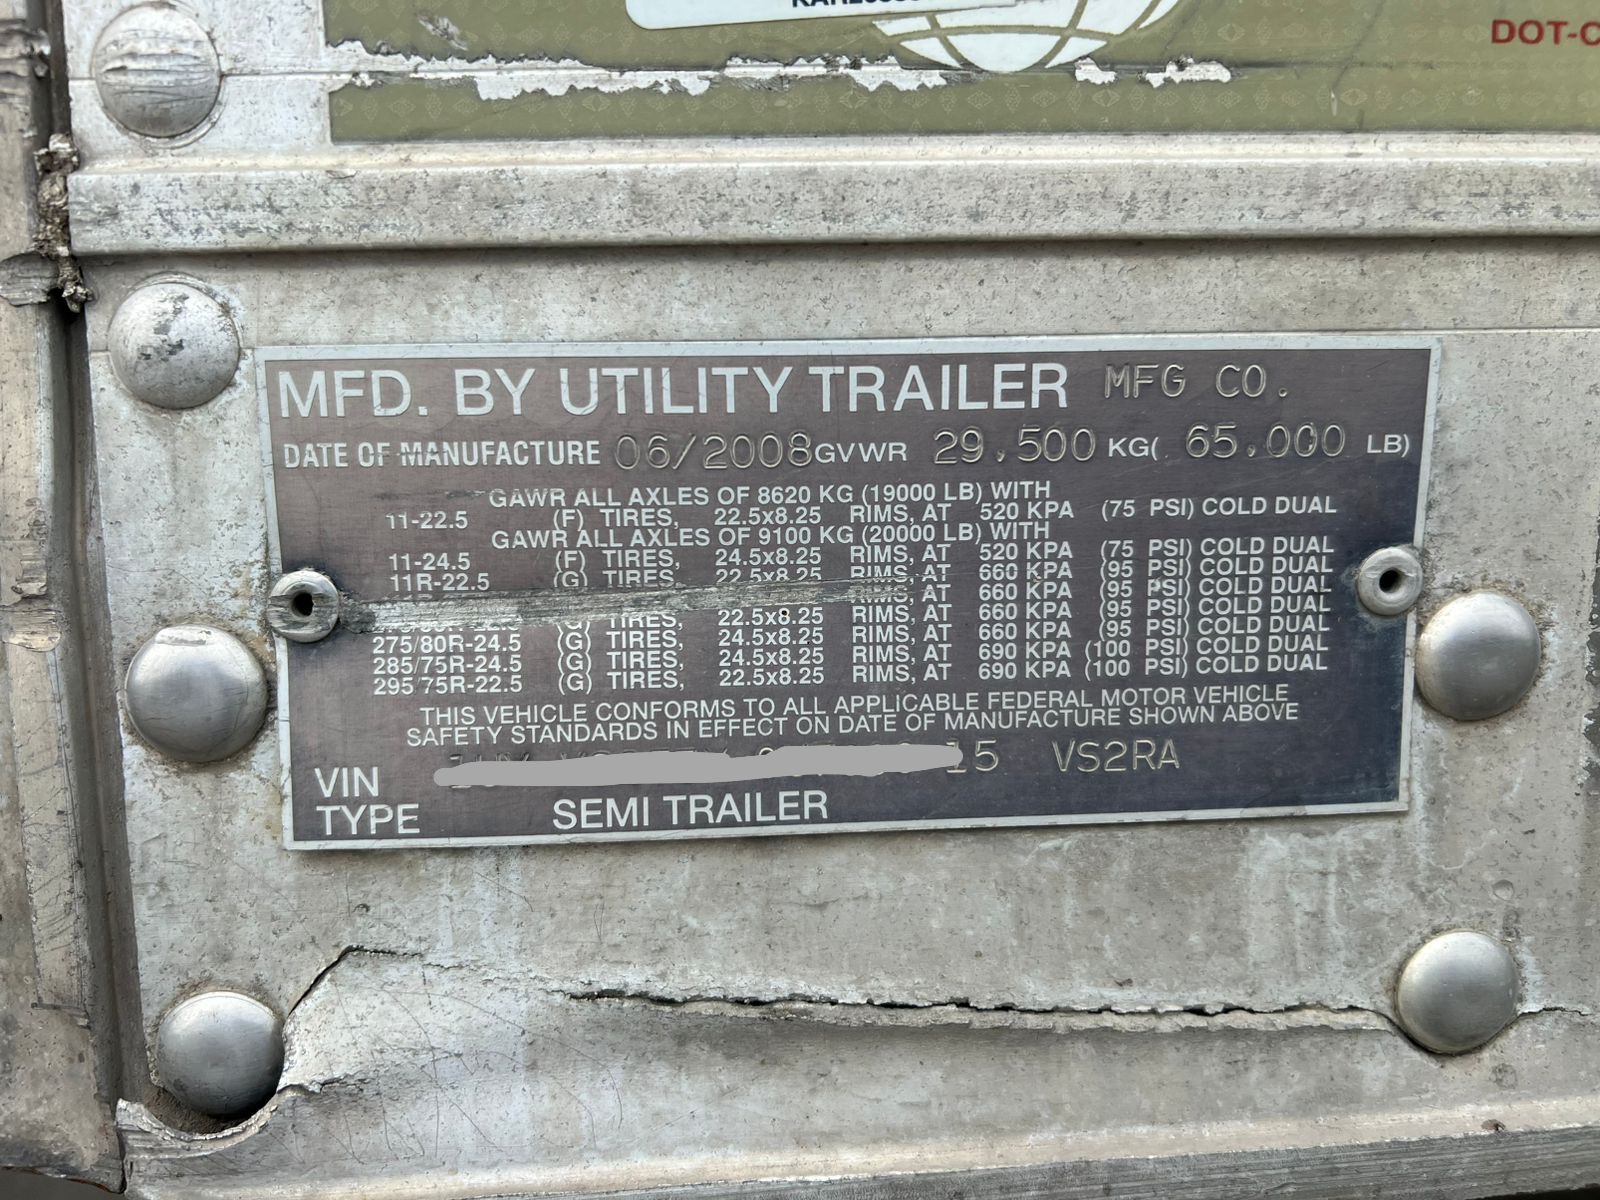 DOT-C
MFD. BY UTILITY TRAILER MFG CO.
DATE OF MANUFACTURE 06/2008 GVWR 29,500 KG( 65,000 LB)
GAWR ALL AXLES OF 8620 KG (19000 LB) WITH
11-22.5 (F) TIRES, 22.5x8.25 RIMS, AT 520 KPA (75 PSI) COLD DUAL
GAWR ALL AXLES OF 9100 KG (20000 LB) WITH
11-24.5 (F) TIRES, 24.5x8.25 RIMS, AT 520 KPA (75 PSI) COLD DUAL
11R-22.5 (G) TIRES, 22.5x8.25 RIMS, AT 660 KPA (95 PSI) COLD DUAL
RIMS, AT 660 KPA (95 PSI) COLD DUAL
TIRES, 22.5x8.25 RIMS, AT 660 KPA (95 PSI) COLD DUAL
275/80R-24.5 (G) TIRES, 24.5x8.25 RIMS, AT 660 KPA (95 PSI) COLD DUAL
285/75R-24.5 (G) TIRES, 24.5x8.25 RIMS, AT 690 KPA (100 PSI) COLD DUAL
295/75R-22.5 (G) TIRES, 22.5x8.25 RIMS, AT 690 KPA (100 PSI) COLD DUAL
THIS VEHICLE CONFORMS TO ALL APPLICABLE FEDERAL MOTOR VEHICLE
SAFETY STANDARDS IN EFFECT ON DATE OF MANUFACTURE SHOWN ABOVE
VIN 15 VS2RA
TYPE SEMI TRAILER